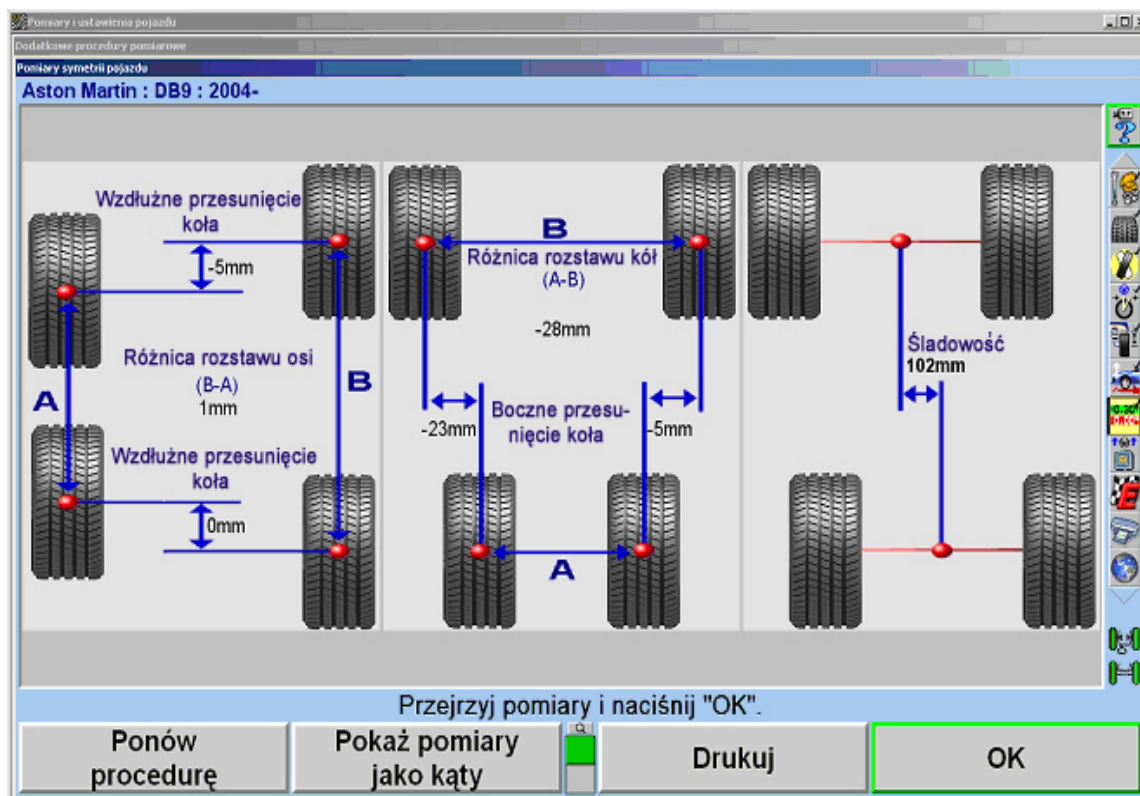 Pomiary i ustawienia pojazdu
Dodatkowe procedury pomiarowe
Pomiary symetrii pojazdu
Aston Martin : DB9 : 2004-
Wzdłużne przesunięcie
koła
-5mm
Różnica rozstawu osi
(B-A)
1mm
A
B
Wzdłużne przesunięcie
koła
0mm
B
Różnica rozstawu kół
(A-B)
-28mm
Boczne przesu-
nięcie koła
-23mm
-5mm
A
Śladowość
102mm
Przejrzyj pomiary i naciśnij "OK".
Ponów
procedurę
Pokaż pomiary
jako kąty
Drukuj
OK